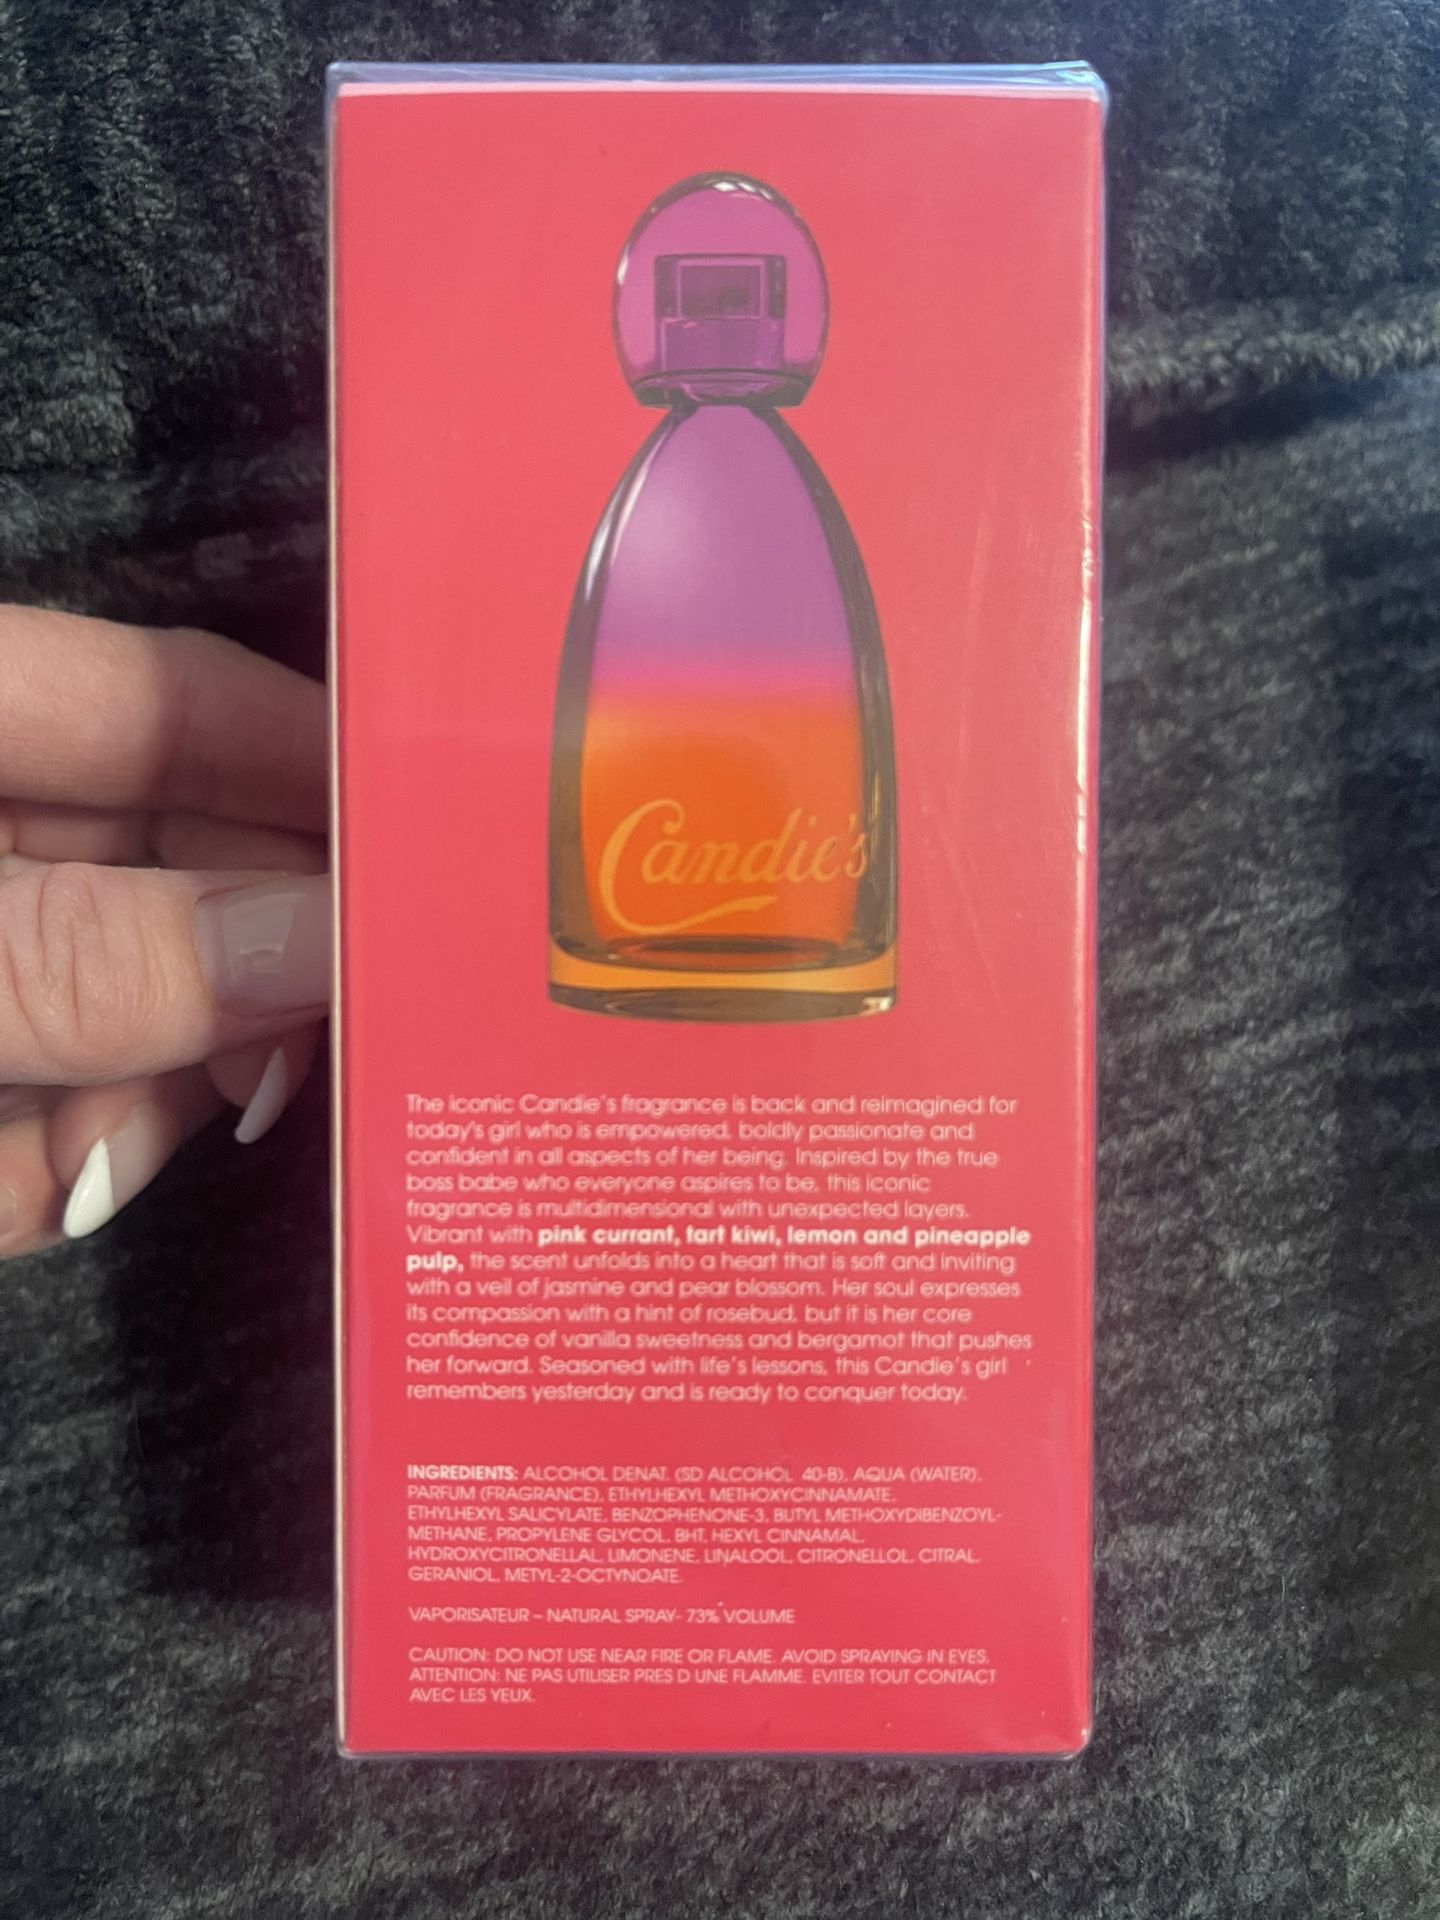 Candie's
The iconic Candie's fragrance is back and reimagined for
today's girl who is empowered, boldly passionate and
confident in all aspects of her being. Inspired by the true
boss babe who everyone aspires to be, this iconic
fragrance is multidimensional with unexpected layers.
Vibrant with pink currant, tart kiwi, lemon and pineapple
pulp, the scent unfolds into a heart that is soft and inviting
with a veil of jasmine and pear blossom. Her soul expresses
its compassion with a hint of rosebud, but it is her core
confidence of vanilla sweetness and bergamot that pushes
her forward. Seasoned with life's lessons, this Candie's girl
remembers yesterday and is ready to conquer today.
INGREDIENTS: ALCOHOL DENAT. (SD ALCOHOL 40-B), AQUA (WATER),
PARFUM (FRAGRANCE), ETHYLHEXYL METHOXYCINNAMATE,
ETHYLHEXYL SALICYLATE, BENZOPHENONE-3, BUTYL METHOXYDIBENZOYL-
METHANE, PROPYLENE GLYCOL, BHT, HEXYL CINNAMAL,
HYDROXYCITRONELLAL, LIMONENE, LINALOOL, CITRONELLOL, CITRAL,
GERANIOL, METYL-2-OCTYNOATE.
VAPORISATEUR – NATURAL SPRAY- 73% VOLUME
CAUTION: DO NOT USE NEAR FIRE OR FLAME. AVOID SPRAYING IN EYES.
ATTENTION: NE PAS UTILISER PRES D UNE FLAMME. EVITER TOUT CONTACT
AVEC LES YEUX.